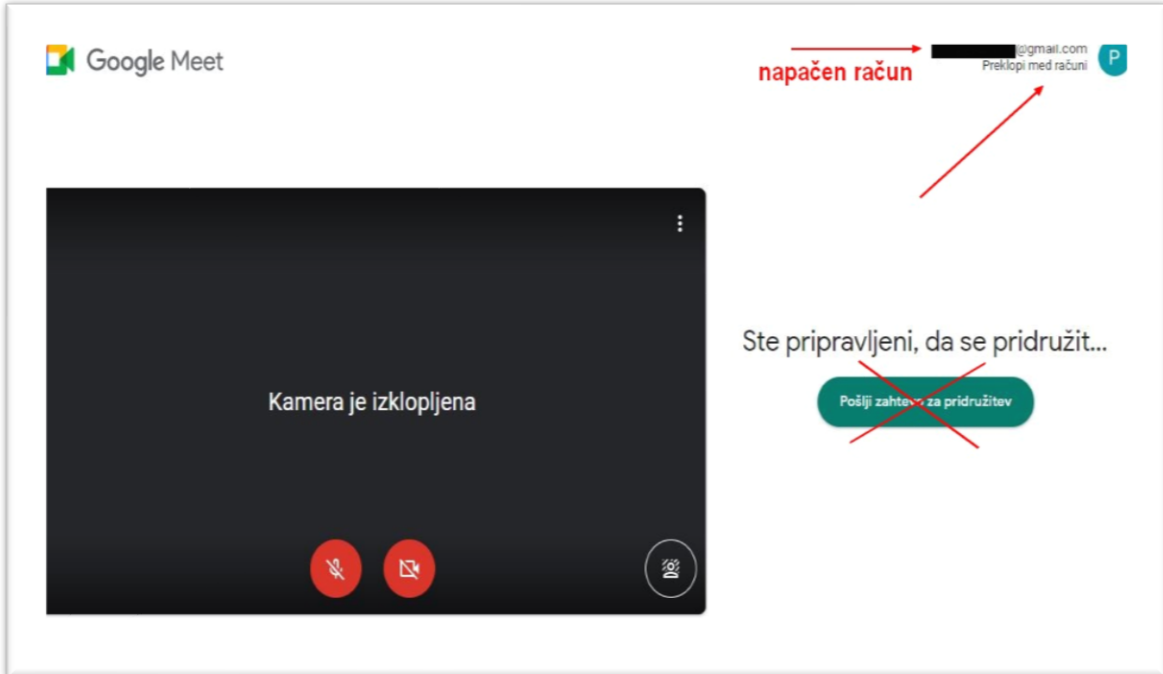 Google Meet
@gmail.com
Preklopi med računi
P
napačen račun
Kamera je izklopljena
Ste pripravljeni, da se pridružit...
Pošlji zahtevo za pridružitev